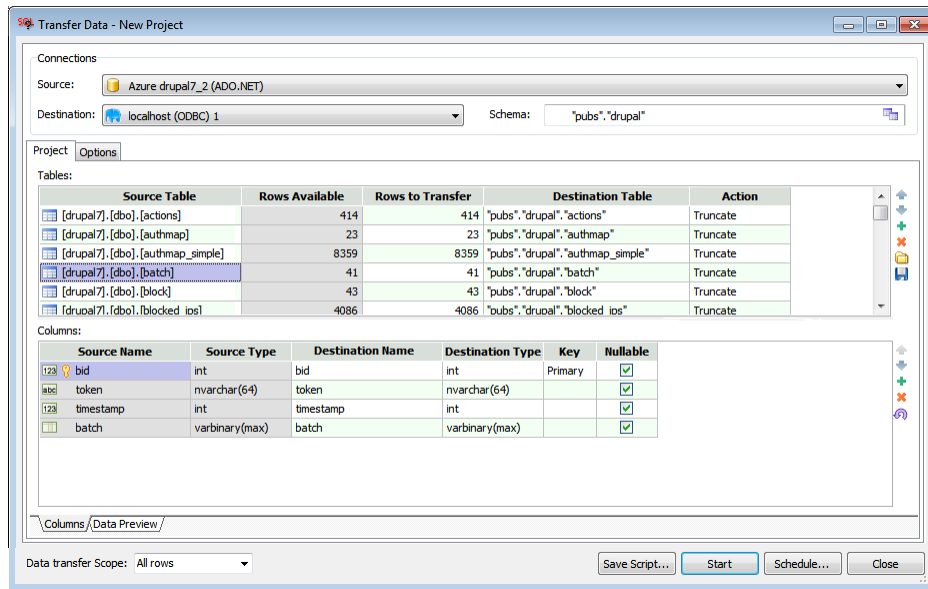 SQL Transfer Data - New Project
Connections
Source: Azure drupal7_2 (ADO.NET)
Destination: localhost (ODBC) 1 Schema: "pubs"."drupal"
Project Options
Tables:
Source Table Rows Available Rows to Transfer Destination Table Action
[drupal7].[dbo].[actions] 414 414 "pubs"."drupal"."actions" Truncate
[drupal7].[dbo].[authmap] 23 23 "pubs"."drupal"."authmap" Truncate
[drupal7].[dbo].[authmap_simple] 8359 8359 "pubs"."drupal"."authmap_simple" Truncate
[drupal7].[dbo].[batch] 41 41 "pubs"."drupal"."batch" Truncate
[drupal7].[dbo].[block] 43 43 "pubs"."drupal"."block" Truncate
[drupal7].[dbo].[blocked_ips] 4086 4086 "pubs"."drupal"."blocked_ips" Truncate
Columns:
Source Name Source Type Destination Name Destination Type Key Nullable
123 bid int bid int Primary
abc token nvarchar(64) token nvarchar(64)
123 timestamp int timestamp int
batch varbinary(max) batch varbinary(max)
Columns Data Preview
Data transfer Scope: All rows Save Script... Start Schedule... Close